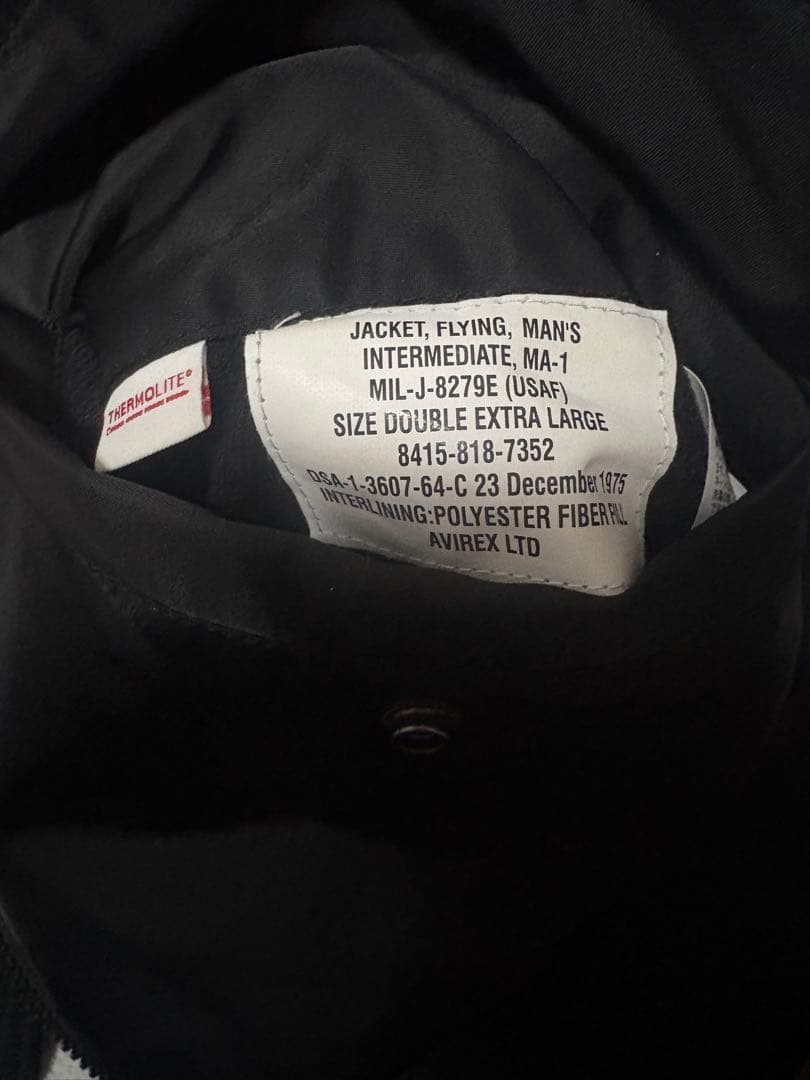 THERMOLITE®
JACKET, FLYING, MAN'S
INTERMEDIATE, MA-1
MIL-J-8279E (USAF)
SIZE DOUBLE EXTRA LARGE
8415-818-7352
DSA-1-3607-64-C 23 December 1975
INTERLINING:POLYESTER FIBER FILL
AVIREX LTD